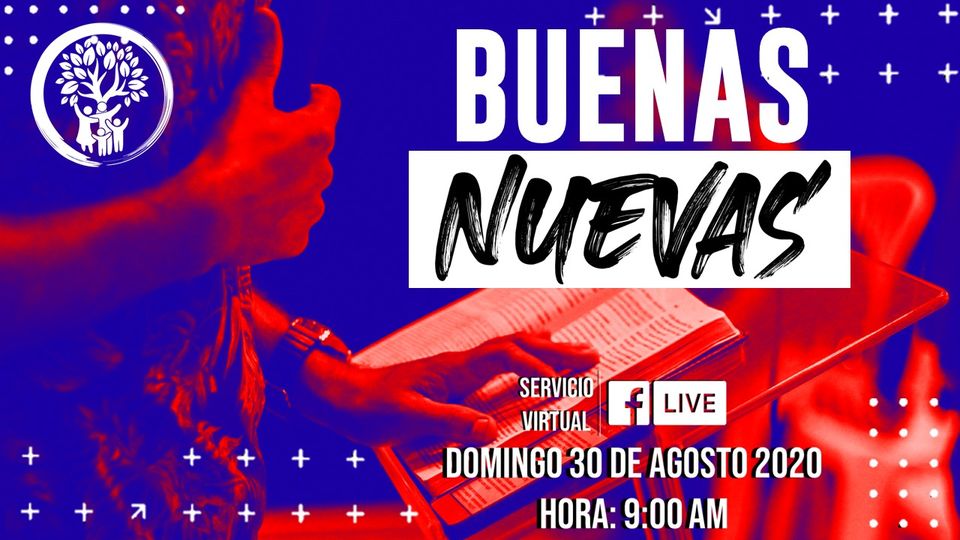 BUENAS
NUEVAS
SERVICIO
VIRTUAL
f LIVE
DOMINGO 30 DE AGOSTO 2020
HORA: 9:00 AM